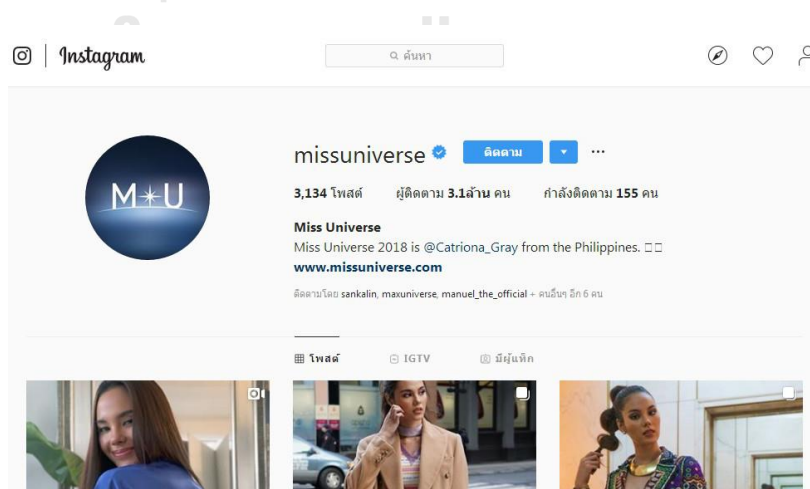 Instagram
ค้นหา
M U
missuniverse ติดตาม
3,134 โพสต์ ผู้ติดตาม 3.1ล้าน คน กำลังติดตาม 155 คน
Miss Universe
Miss Universe 2018 is @Catriona_Gray from the Philippines. □□
www.missuniverse.com
ติดตามโดย sankalin, maxuniverse, manuel_the_official + คนอื่นๆ อีก 6 คน
โพสต์ IGTV มีผู้แท็ก